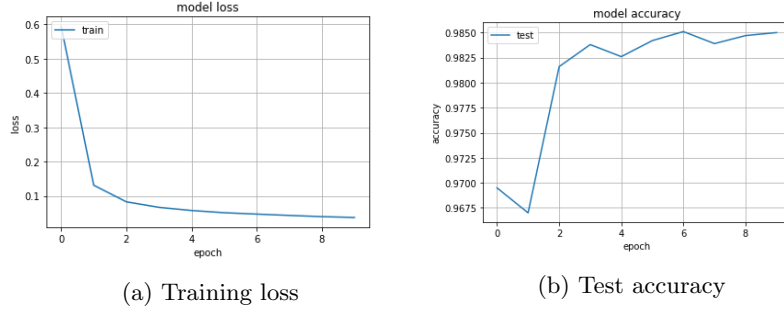 model loss
train
0.6
0.5
0.4
0.3
0.2
0.1
loss
0 2 4 6 8
epoch
(a) Training loss
model accuracy
test
0.9850
0.9825
0.9800
0.9775
0.9750
0.9725
0.9700
0.9675
accuracy
0 2 4 6 8
epoch
(b) Test accuracy